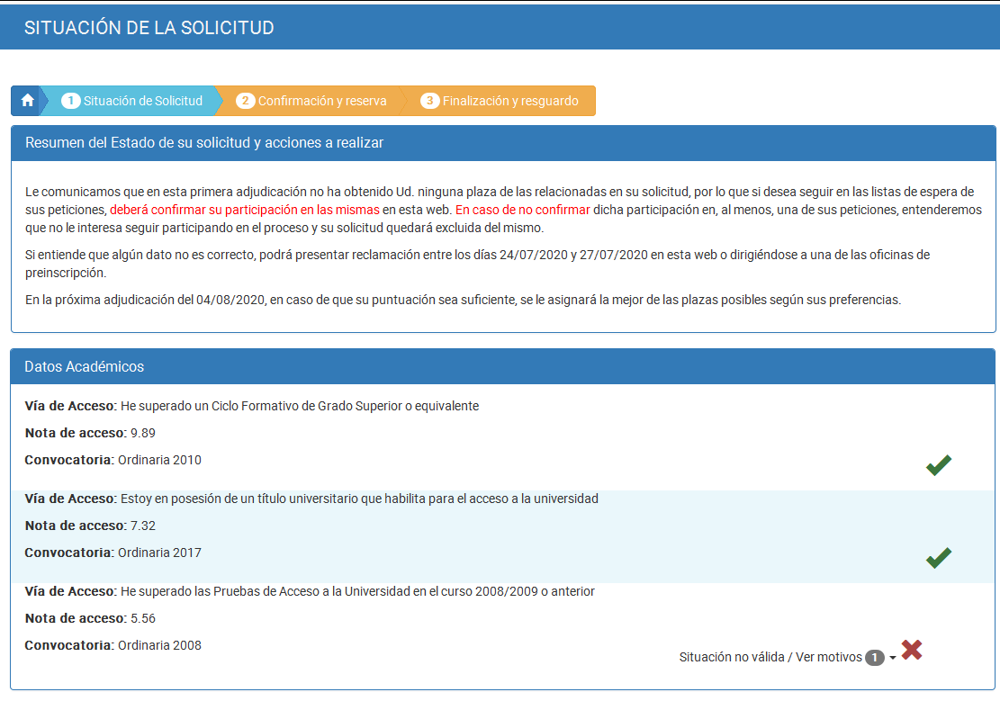 SITUACIÓN DE LA SOLICITUD
1 Situación de Solicitud 2 Confirmación y reserva 3 Finalización y resguardo
Resumen del Estado de su solicitud y acciones a realizar
Le comunicamos que en esta primera adjudicación no ha obtenido Ud. ninguna plaza de las relacionadas en su solicitud, por lo que si desea seguir en las listas de espera de
sus peticiones, deberá confirmar su participación en las mismas en esta web. En caso de no confirmar dicha participación en, al menos, una de sus peticiones, entenderemos
que no le interesa seguir participando en el proceso y su solicitud quedará excluida del mismo.
Si entiende que algún dato no es correcto, podrá presentar reclamación entre los días 24/07/2020 y 27/07/2020 en esta web o dirigiéndose a una de las oficinas de
preinscripción.
En la próxima adjudicación del 04/08/2020, en caso de que su puntuación sea suficiente, se le asignará la mejor de las plazas posibles según sus preferencias.
Datos Académicos
Vía de Acceso: He superado un Ciclo Formativo de Grado Superior o equivalente
Nota de acceso: 9.89
Convocatoria: Ordinaria 2010
Vía de Acceso: Estoy en posesión de un título universitario que habilita para el acceso a la universidad
Nota de acceso: 7.32
Convocatoria: Ordinaria 2017
Vía de Acceso: He superado las Pruebas de Acceso a la Universidad en el curso 2008/2009 o anterior
Nota de acceso: 5.56
Convocatoria: Ordinaria 2008
Situación no válida / Ver motivos 1